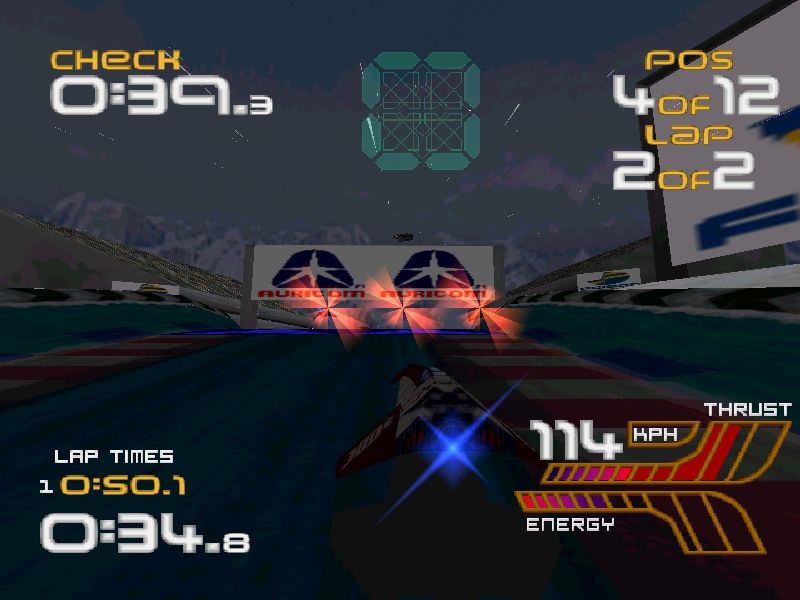 CHECK
0:39.3
POS
4 OF 12
LAP
2 OF 2
AURICOM AURICOM
F
THRUST
114 KPH
LAP TIMES
1 0:50.1
0:34.8
ENERGY